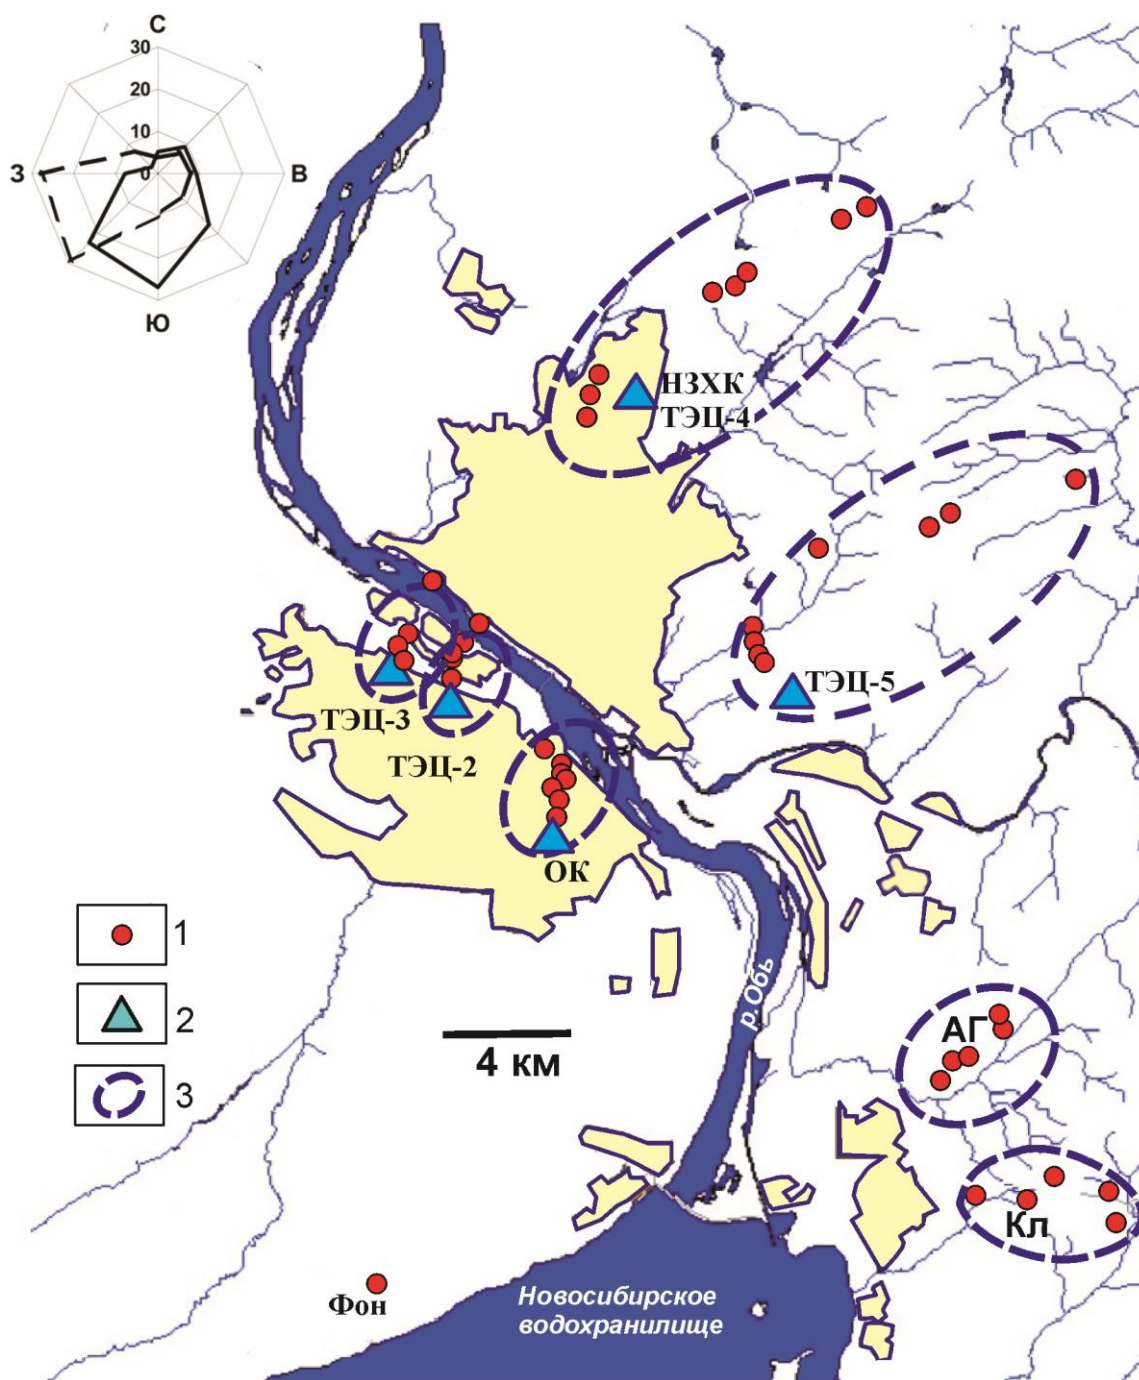 С
30
20
10
0
З
В
Ю
НЗХК
ТЭЦ-4
ТЭЦ-5
ТЭЦ-3
ТЭЦ-2
ОК
1
2
3
4 км
р.Обь
АГ
Кл
Фон
Новосибирское
водохранилище